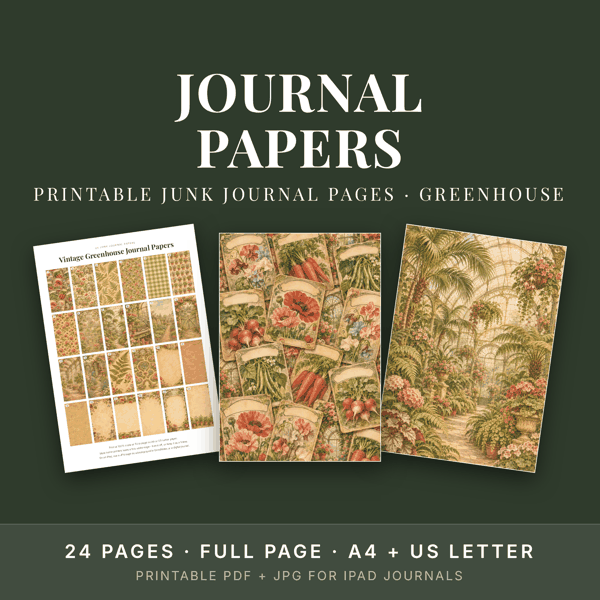 JOURNAL
PAPERS
PRINTABLE JUNK JOURNAL PAGES · GREENHOUSE
Vintage Greenhouse Journal Papers
24 PAGES · FULL PAGE · A4 + US LETTER
PRINTABLE PDF + JPG FOR IPAD JOURNALS